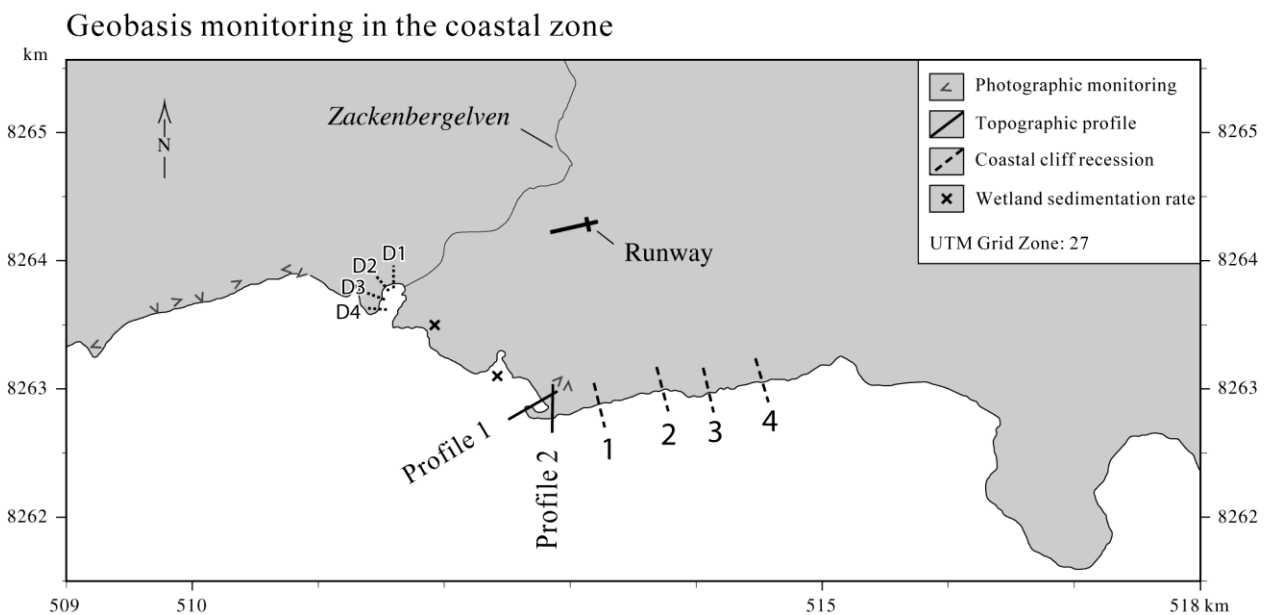 Geobasis monitoring in the coastal zone
km
Photographic monitoring
Topographic profile
Coastal cliff recession
Wetland sedimentation rate
UTM Grid Zone: 27
8265
8265
N
Zackenbergelven
Runway
8264
8264
D1
D2
D3
D4
8263
8263
Profile 1
Profile 2
1
2
3
4
8262
8262
509
510
515
518 km